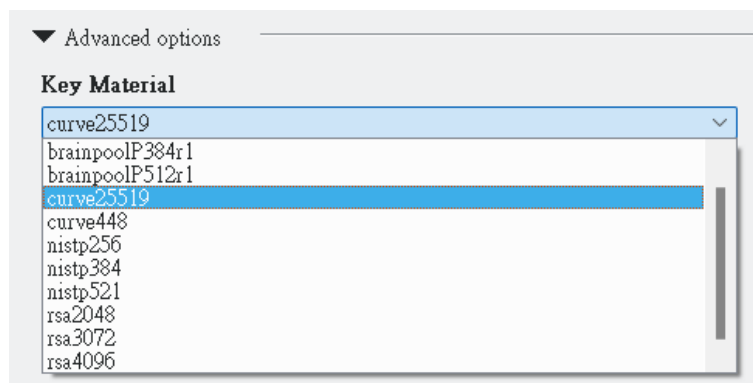 Advanced options
Key Material
curve25519
brainpoolP384r1
brainpoolP512r1
curve25519
curve448
nistp256
nistp384
nistp521
rsa2048
rsa3072
rsa4096